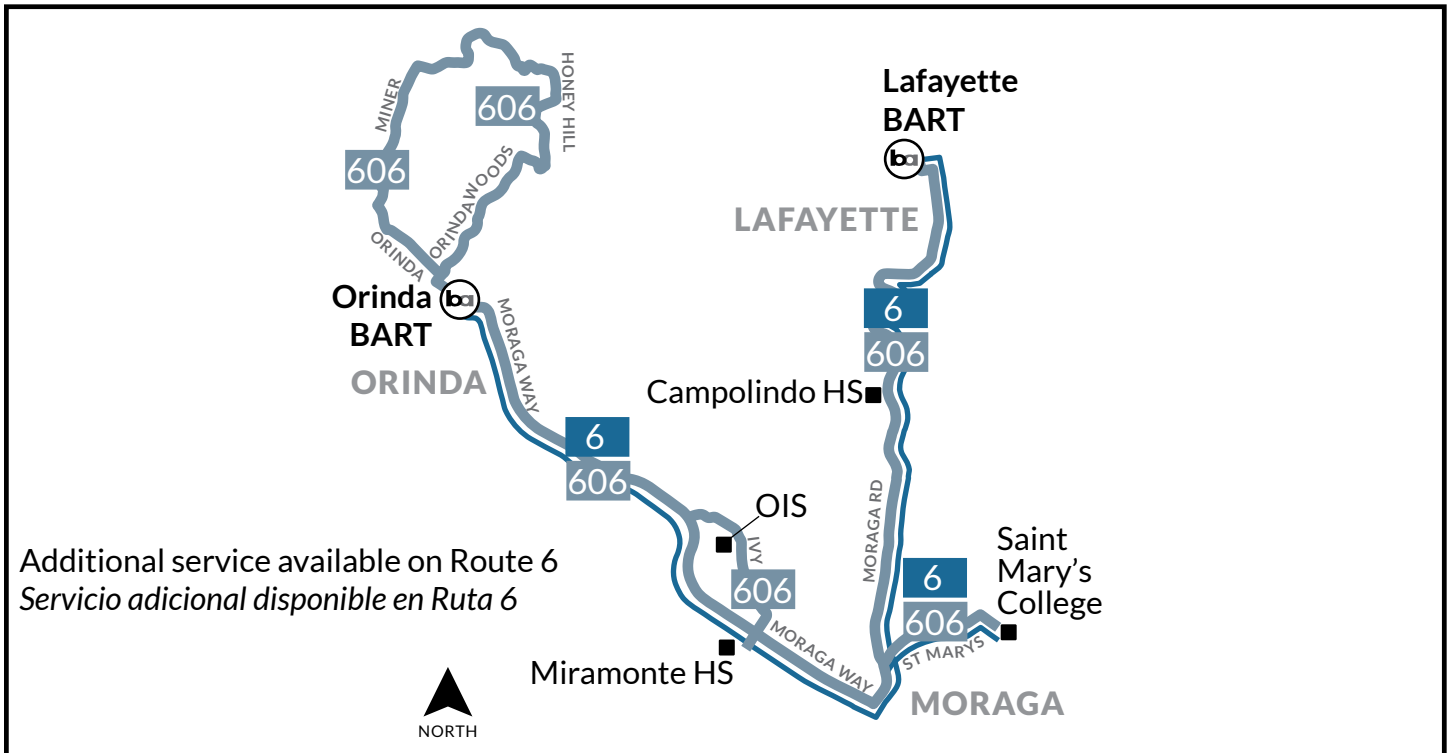 HONEY HILL
MINER
606
606
ORINDAWOODS
ORINDA
Lafayette
BART
ba
LAFAYETTE
Orinda
BART
ba
ORINDA
MORAGA WAY
6
606
Campolindo HS
6
606
OIS
IVY
606
MORAGA RD
Saint
Mary's
College
6
606
ST MARYS
Additional service available on Route 6
Servicio adicional disponible en Ruta 6
Miramonte HS
MORAGA WAY
MORAGA
NORTH